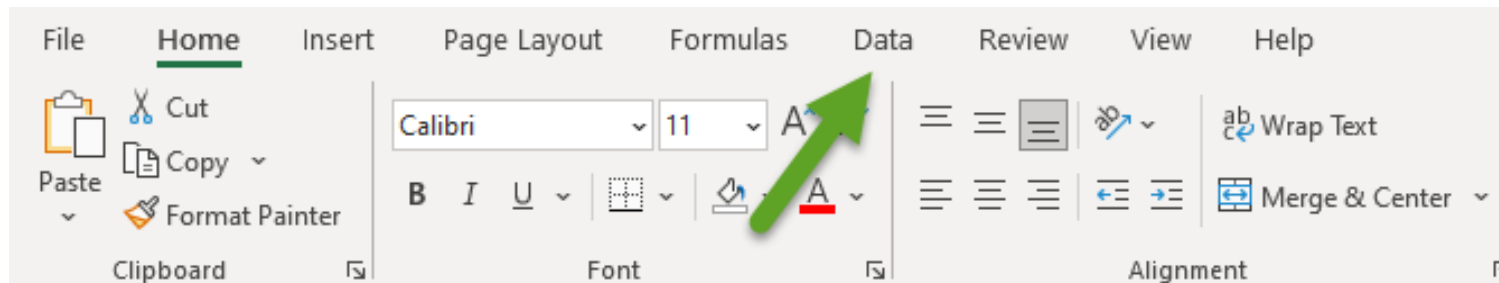 File Home Insert Page Layout Formulas Data Review View Help
Cut
Copy
Format Painter
Paste
Clipboard
Calibri 11 A
B I U A
Font
ab Wrap Text
c
Merge & Center
Alignment